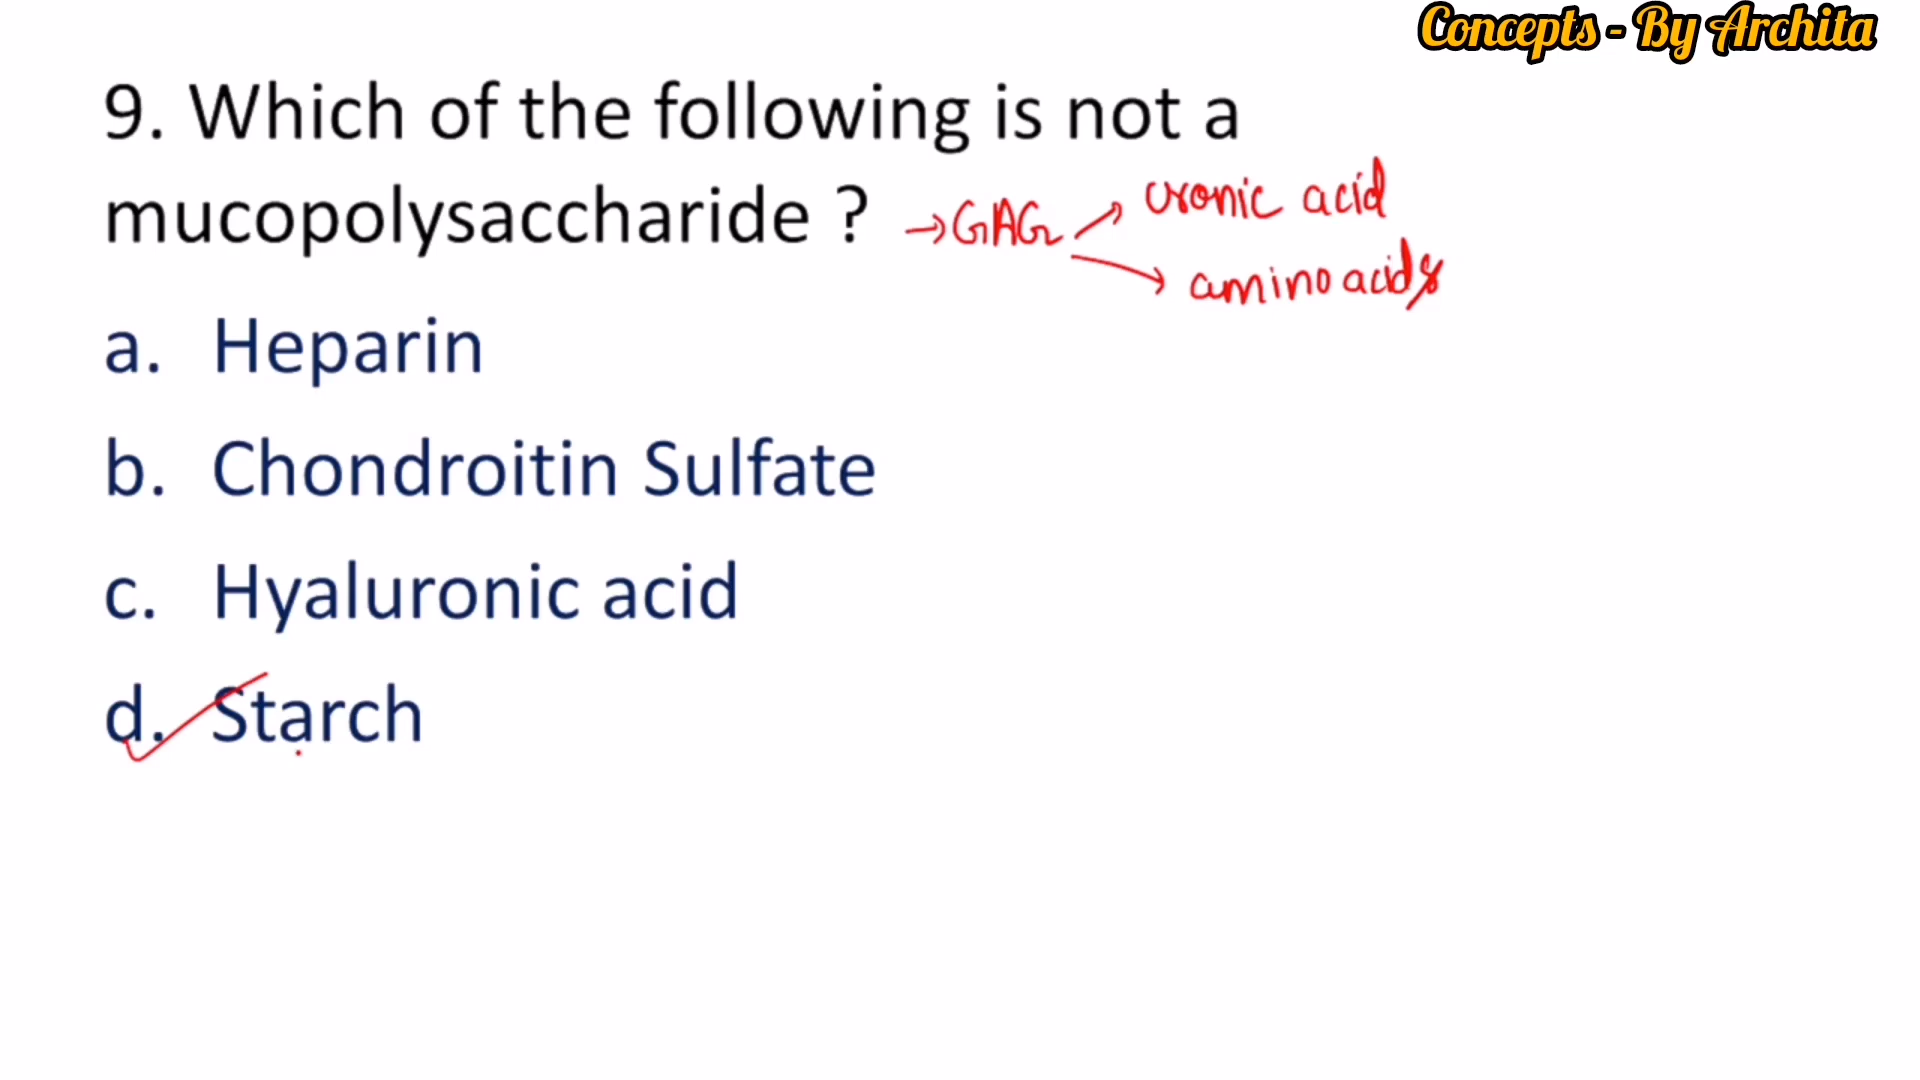 Concepts - By Archita
9. Which of the following is not a
mucopolysaccharide ? → GAG → uronic acid
→ amino acids
a. Heparin
b. Chondroitin Sulfate
c. Hyaluronic acid
d. Starch